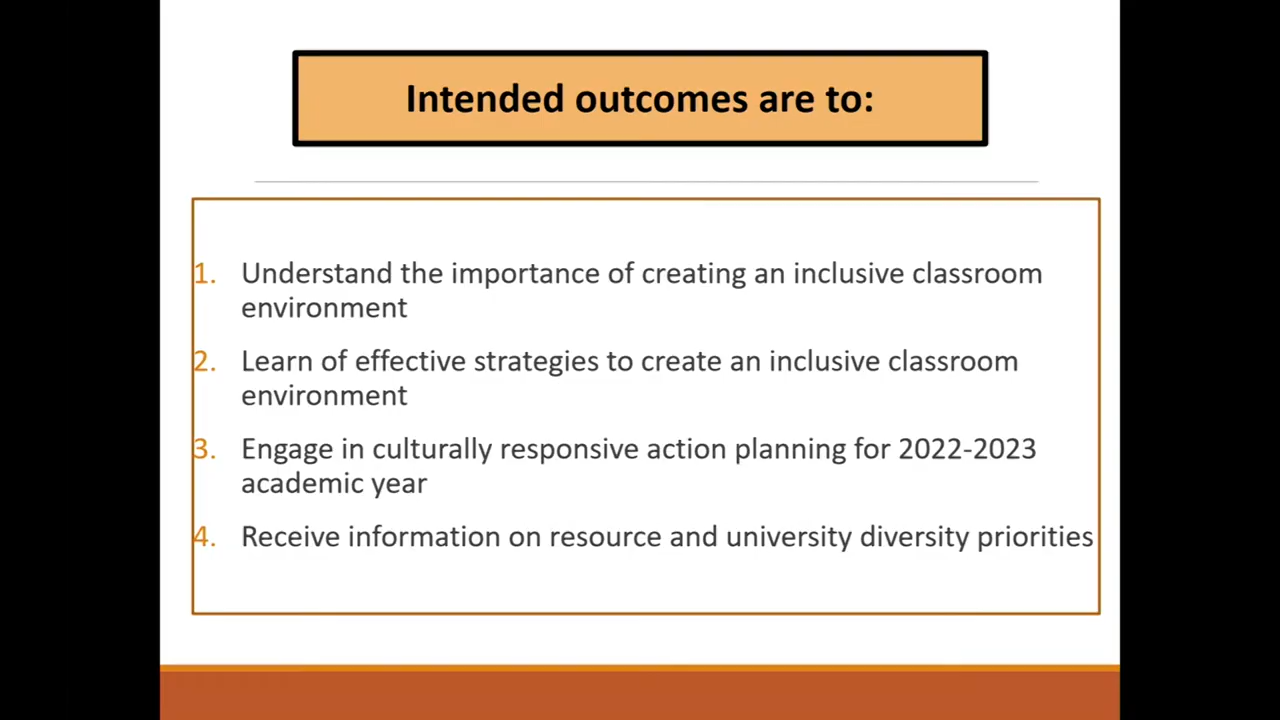 Intended outcomes are to:
1. Understand the importance of creating an inclusive classroom
environment
2. Learn of effective strategies to create an inclusive classroom
environment
3. Engage in culturally responsive action planning for 2022-2023
academic year
4. Receive information on resource and university diversity priorities